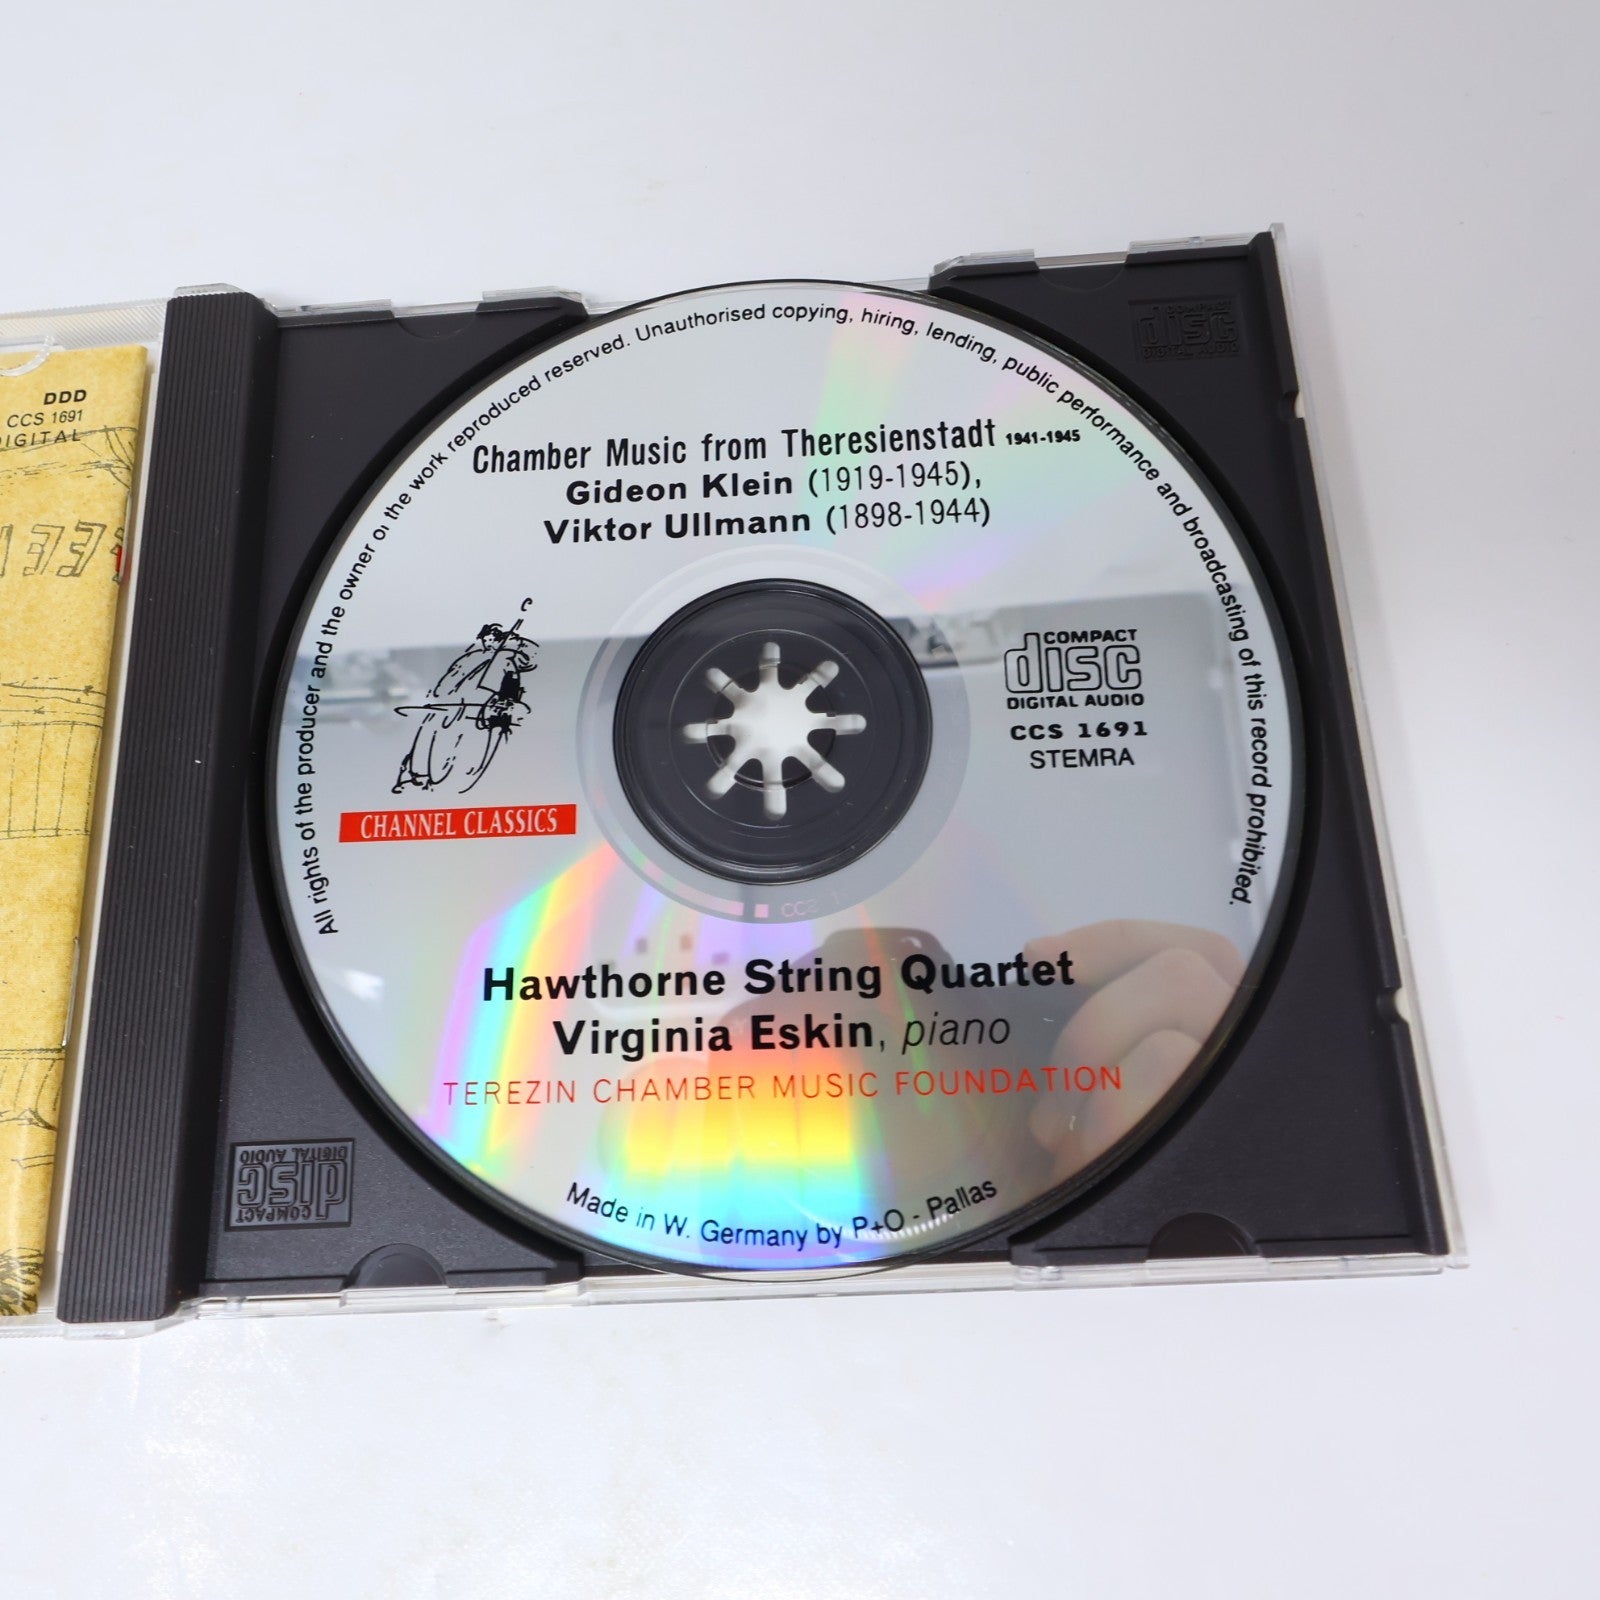 DDD
CCS 1691
DIGITAL
All rights of the producer and the owner of the work reproduced reserved. Unauthorised copying, hiring, lending, public performance and broadcasting of this record prohibited.
Chamber Music from Theresienstadt 1941-1945
Gideon Klein (1919-1945),
Viktor Ullmann (1898-1944)
COMPACT
disc
DIGITAL AUDIO
CCS 1691
STEMRA
CHANNEL CLASSICS
Hawthorne String Quartet
Virginia Eskin, piano
TEREZIN CHAMBER MUSIC FOUNDATION
Made in W. Germany by P+O - Pallas
COMPACT
disc
DIGITAL AUDIO
COMPACT
disc
DIGITAL AUDIO